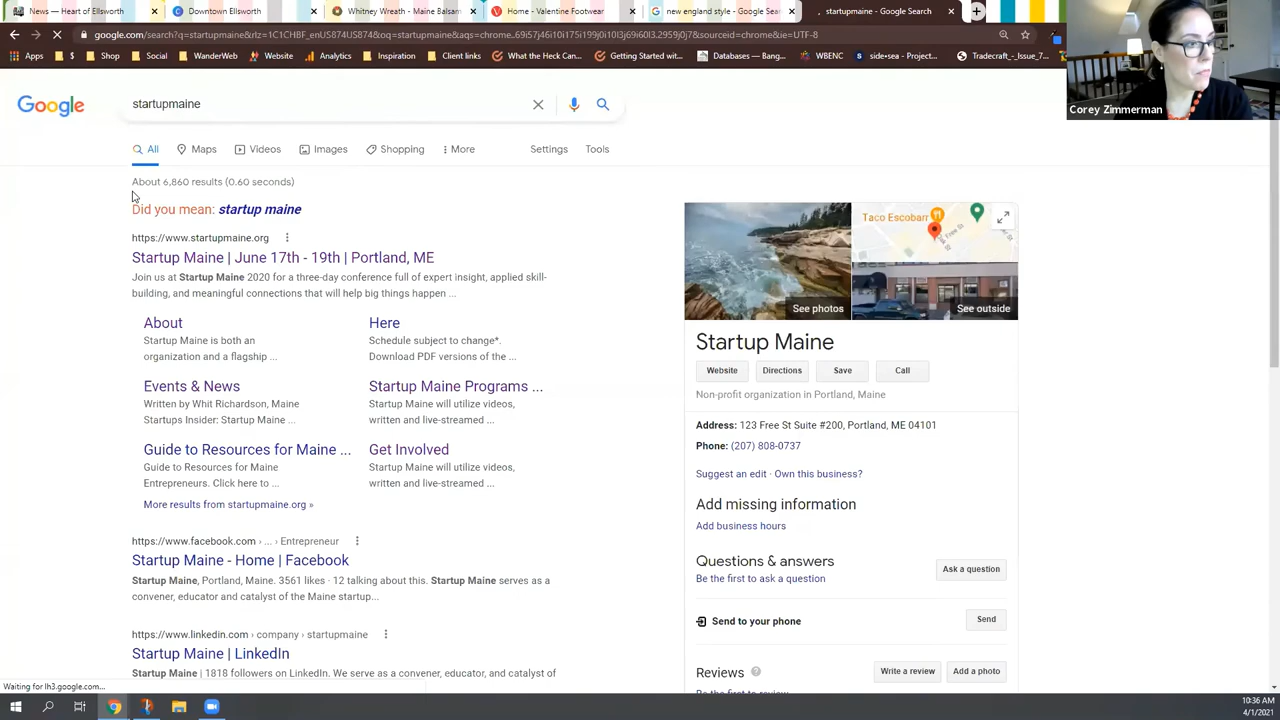 News — Heart of Ellsworth
Downtown Ellsworth
Whitney Wreath - Maine Balsam
Home - Valentine Footwear
new england style - Google Sear
startupmaine - Google Search
Apps
$
Shop
Social
WanderWeb
Website
Analytics
Inspiration
Client links
What the Heck Can...
Getting Started wit...
Databases — Bang...
WBENC
side+sea - Project...
Tradecraft_-_Issue_7...
Corey Zimmerman
Google
startupmaine
All
Maps
Videos
Images
Shopping
More
Settings
Tools
About 6,860 results (0.60 seconds)
Did you mean: startup maine
https://www.startupmaine.org
Startup Maine | June 17th - 19th | Portland, ME
Join us at Startup Maine 2020 for a three-day conference full of expert insight, applied skill-
building, and meaningful connections that will help big things happen ...
About
Startup Maine is both an
organization and a flagship ...
Here
Schedule subject to change*.
Download PDF versions of the ...
Events & News
Written by Whit Richardson, Maine
Startups Insider: Startup Maine ...
Startup Maine Programs ...
Startup Maine will utilize videos,
written and live-streamed ...
Guide to Resources for Maine ...
Guide to Resources for Maine
Entrepreneurs. Click here to ...
Get Involved
Startup Maine will utilize videos,
written and live-streamed ...
More results from startupmaine.org »
https://www.facebook.com › ... › Entrepreneur
Startup Maine - Home | Facebook
Startup Maine, Portland, Maine. 3561 likes · 12 talking about this. Startup Maine serves as a
convener, educator and catalyst of the Maine startup...
https://www.linkedin.com › company › startupmaine
Startup Maine | LinkedIn
Startup Maine | 1818 followers on LinkedIn. We serve as a convener, educator, and catalyst of
Taco Escobarr
Free St
See photos
See outside
Startup Maine
Website
Directions
Save
Call
Non-profit organization in Portland, Maine
Address: 123 Free St Suite #200, Portland, ME 04101
Phone: (207) 808-0737
Suggest an edit · Own this business?
Add missing information
Add business hours
Questions & answers
Be the first to ask a question
Ask a question
Send to your phone
Send
Reviews
Write a review
Add a photo
Be the first to review
Waiting for lh3.google.com...
10:36 AM
4/1/2021